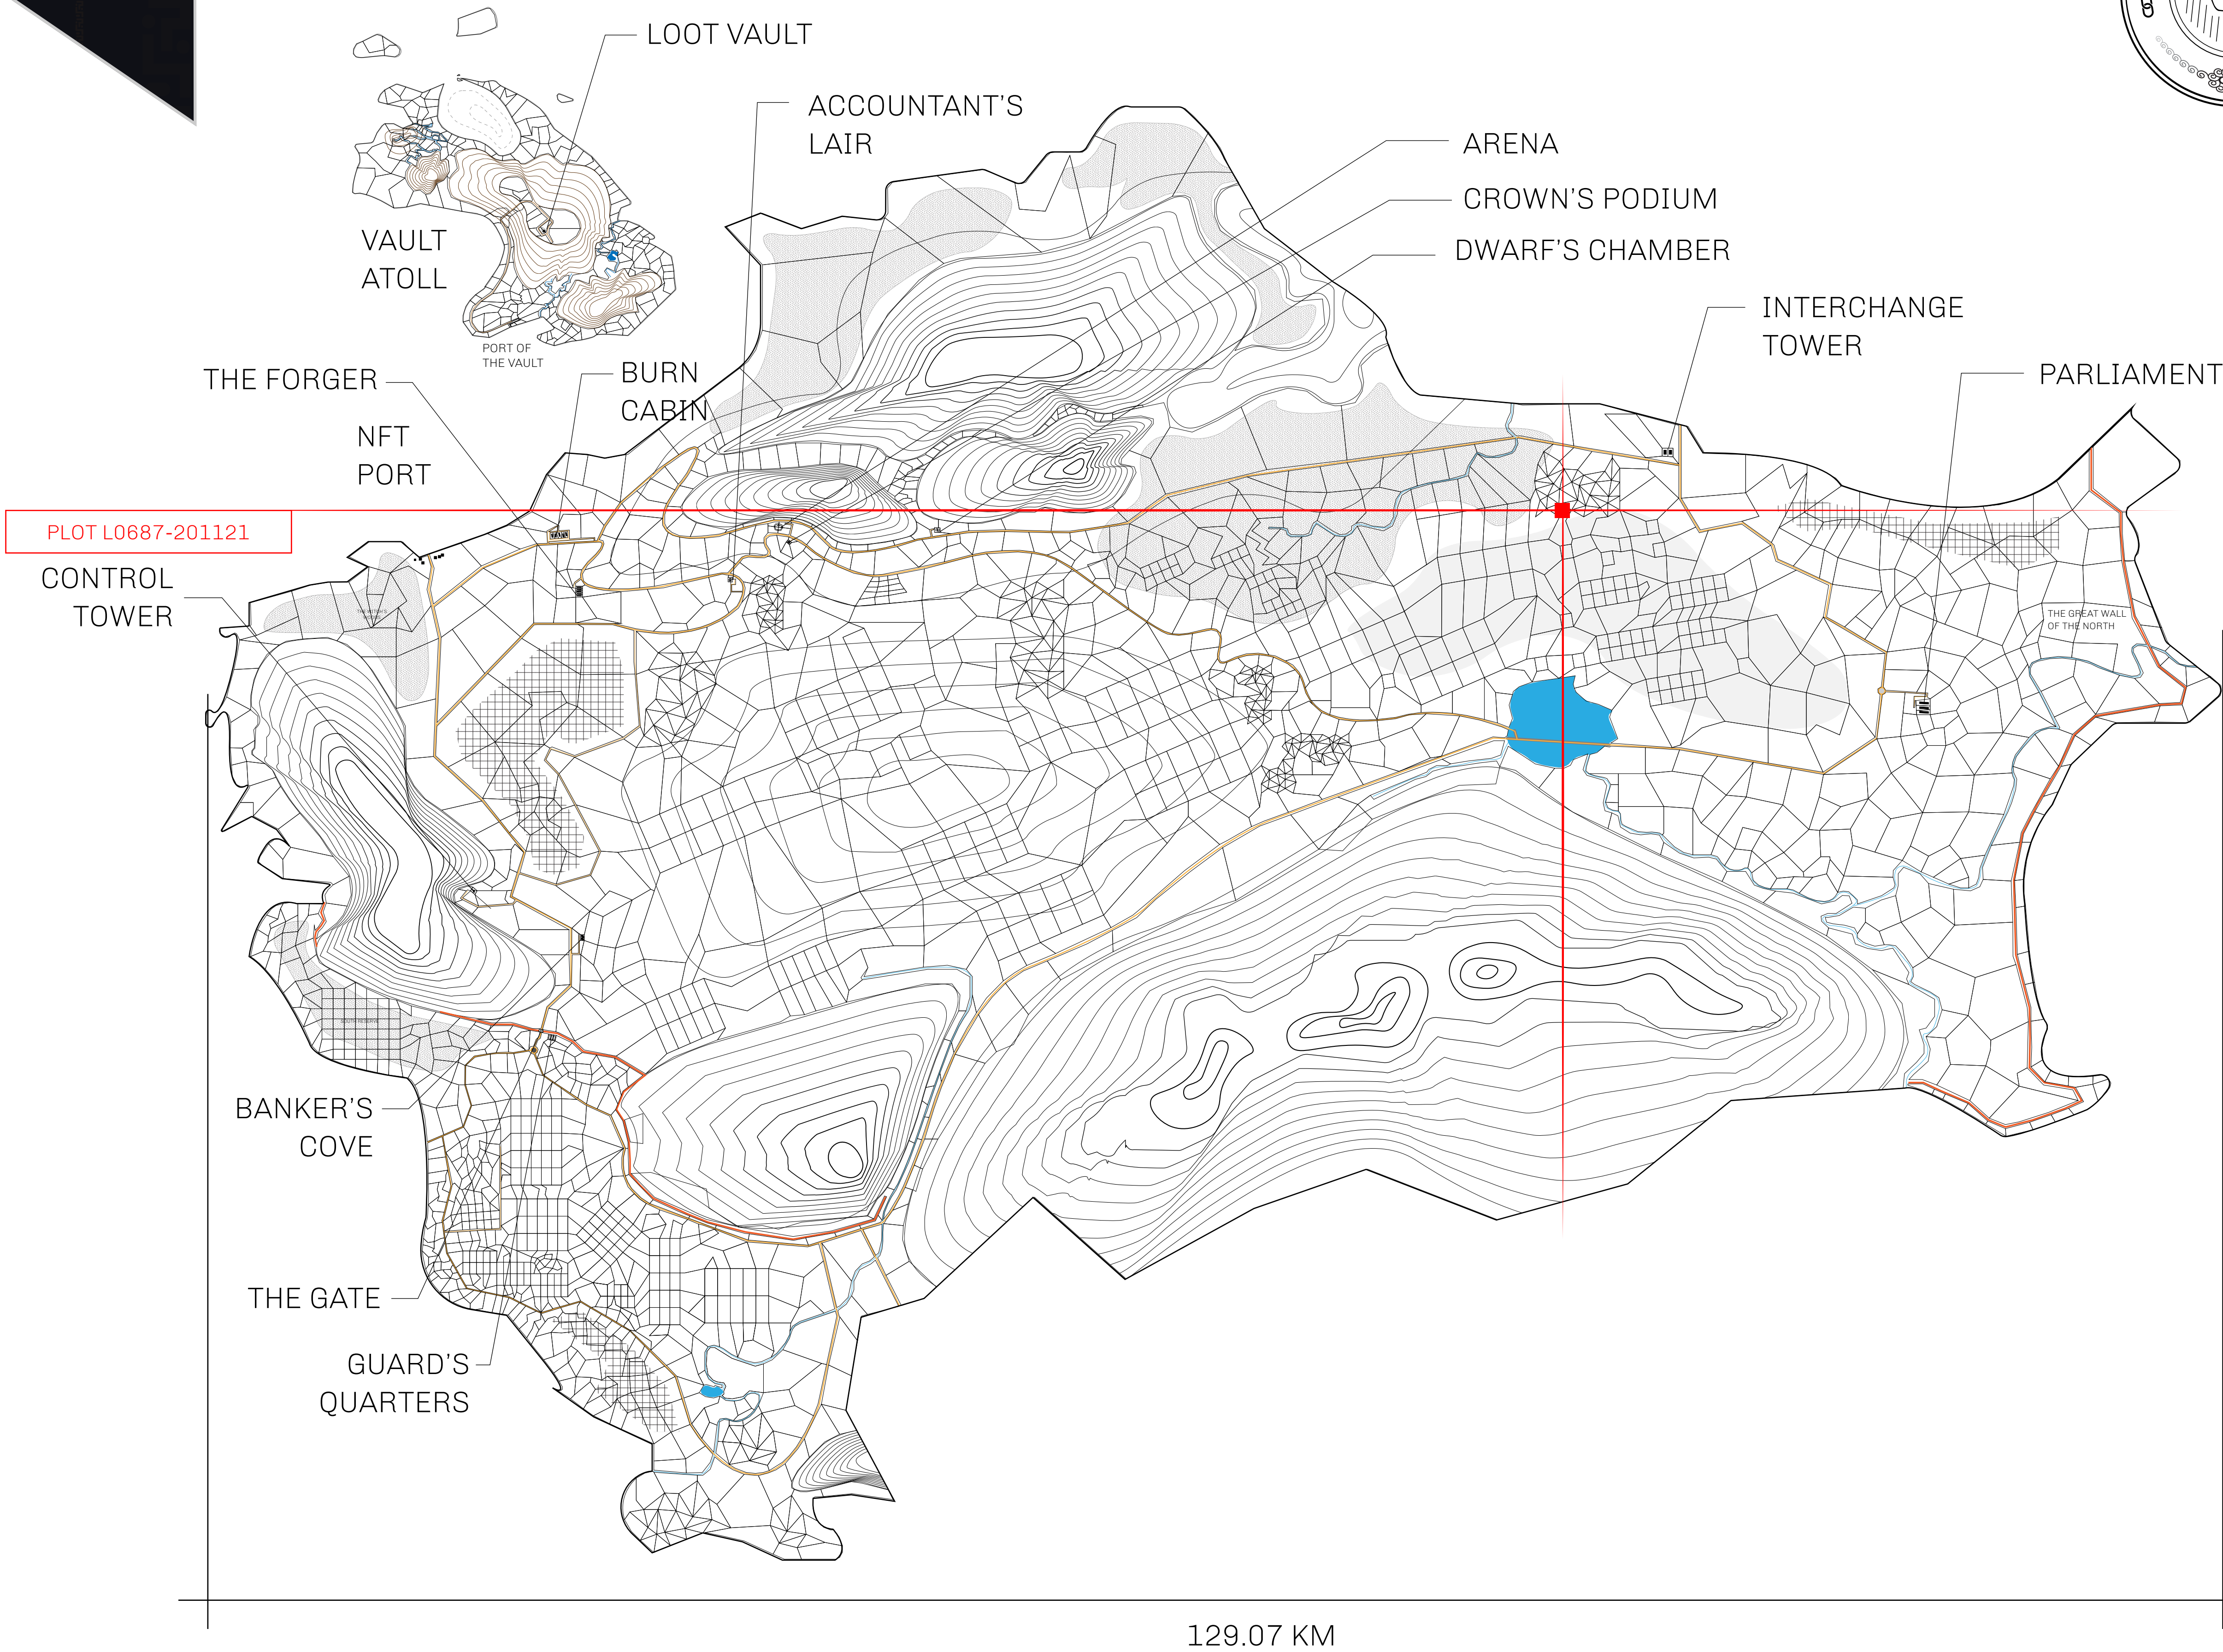 LOOT VAULT
ACCOUNTANT'S
LAIR
ARENA
CROWN'S PODIUM
DWARF'S CHAMBER
VAULT
ATOLL
INTERCHANGE
TOWER
PORT OF
THE VAULT
THE FORGER
BURN
CABIN
PARLIAMENT
NFT
PORT
PLOT L0687-201121
CONTROL
TOWER
THE GREAT WALL
OF THE NORTH
SOUTH RESERVE
BANKER'S
COVE
THE GATE
GUARD'S
QUARTERS
129.07 KM